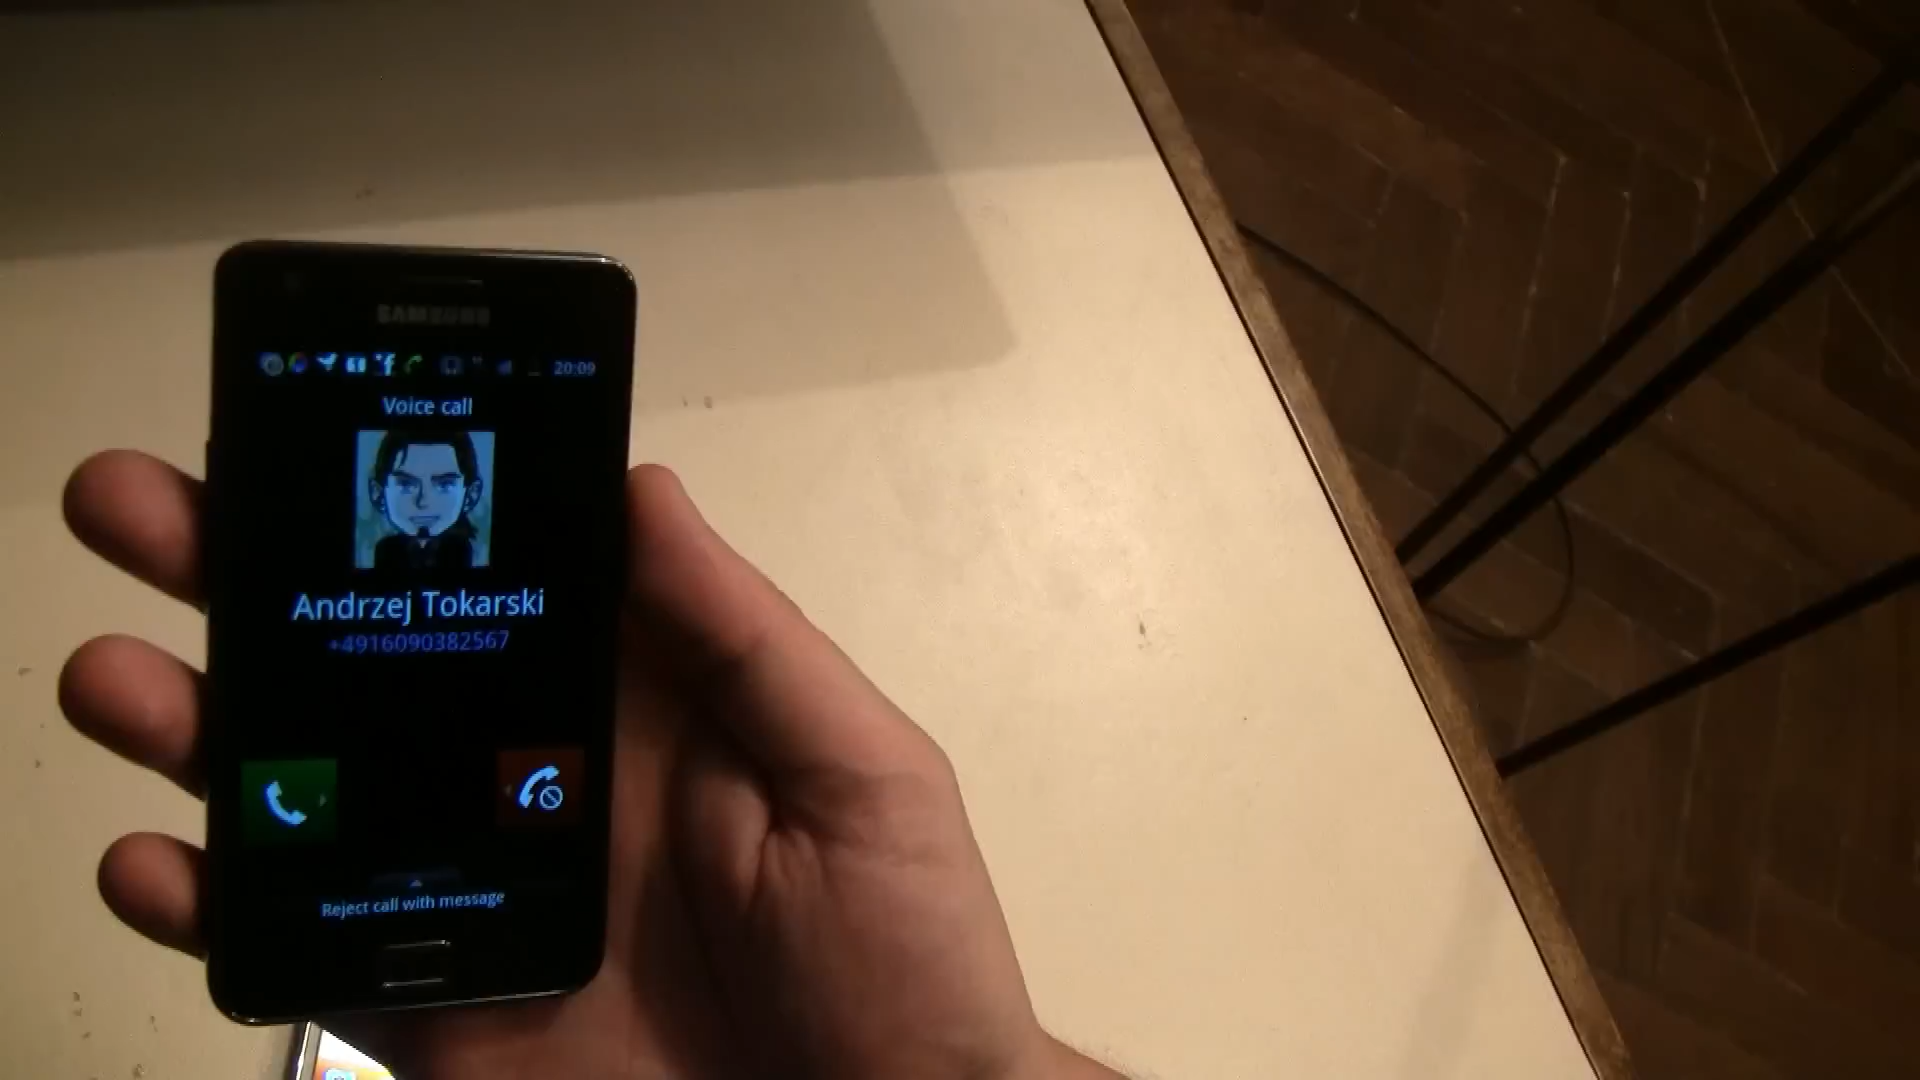 SAMSUNG
20:09
Voice call
Andrzej Tokarski
+4916090382567
Reject call with message